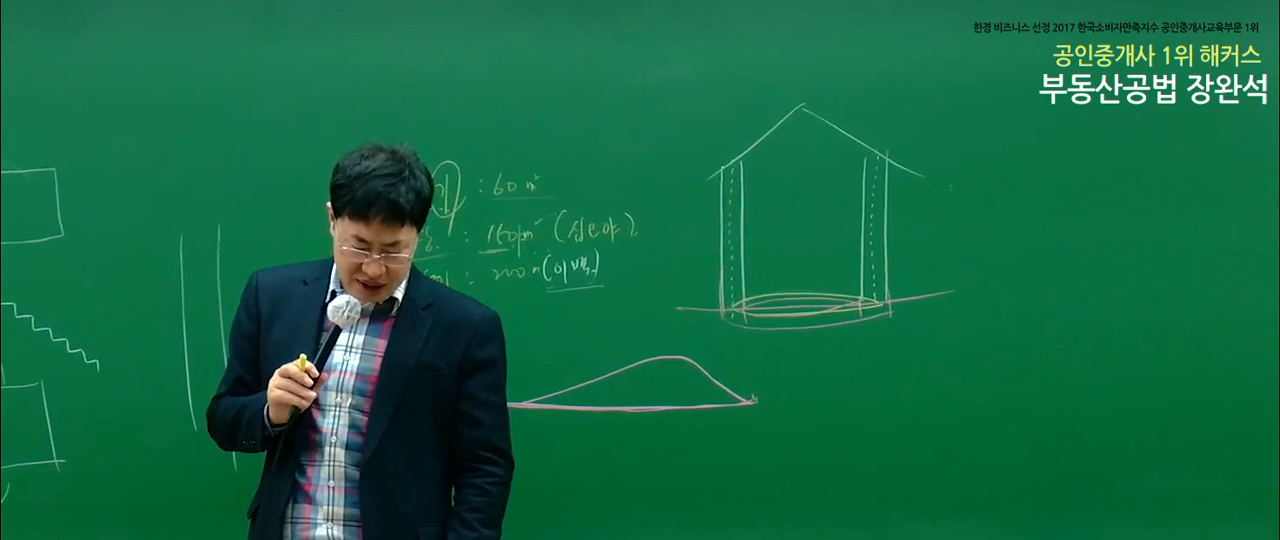 한경 비즈니스 선정 2017 한국소비자만족지수 공인중개사교육부문 1위
공인중개사 1위 해커스
부동산공법 장완석
: 60㎡
: 150㎡ (십오야)
: 200 (이백)